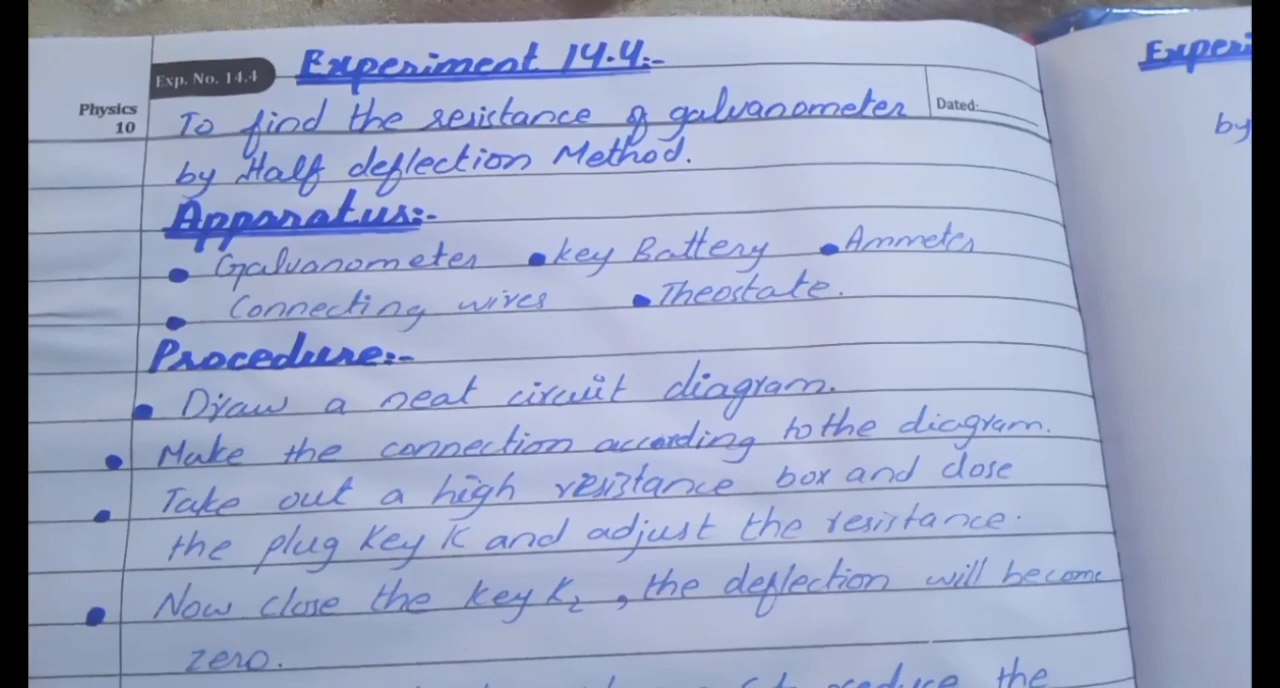 Exp. No. 14.4
Experiment 14.4:-
Experi
Physics
10
Dated:
To find the resistance of galvanometer
by
by Half deflection Method.
Apparatus:-
• Galvanometer • Key Battery • Ammeter
• Connecting wires • Theostate.
Procedure:-
• Draw a neat circuit diagram.
• Make the connection according to the diagram.
• Take out a high resistance box and close
the plug Key K and adjust the resistance.
• Now close the key K₂, the deflection will become
zero.
the